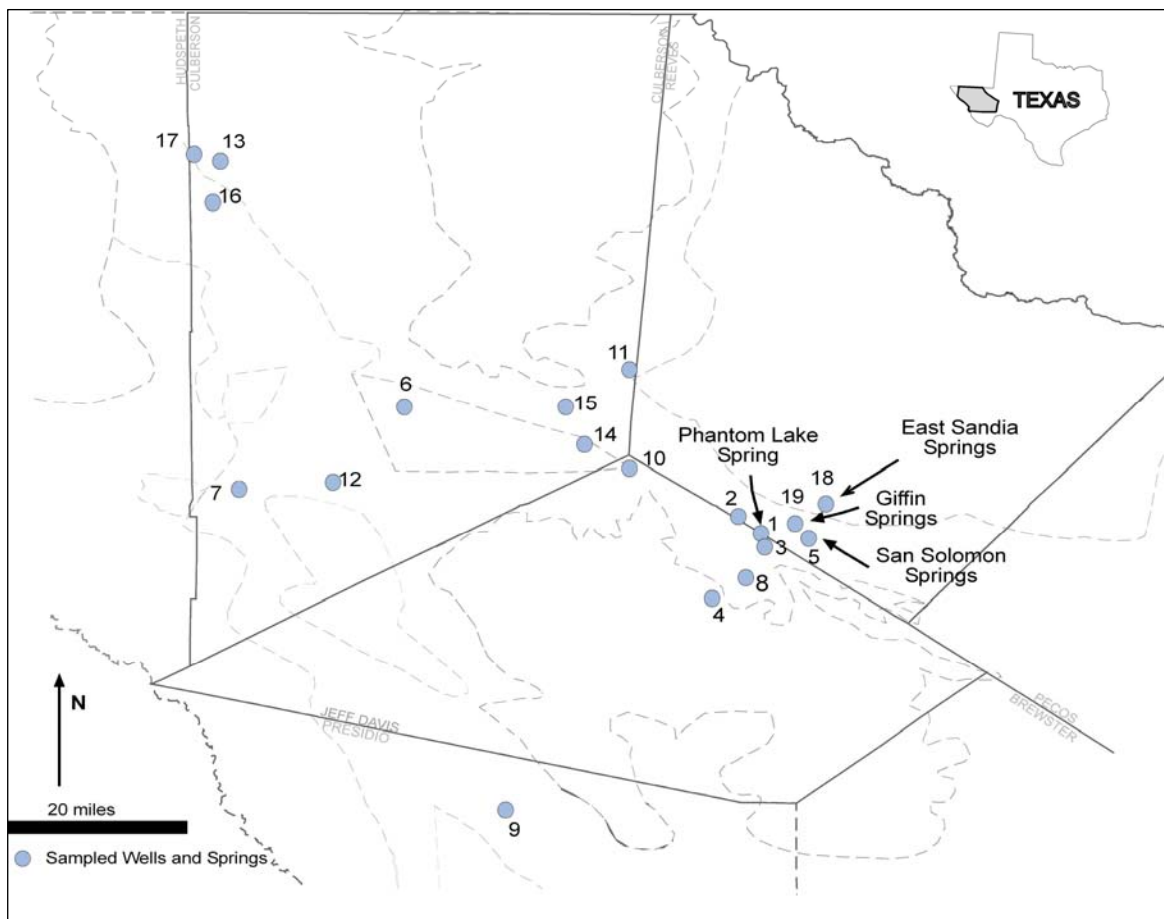 HUDSPETH
CULBERSON
CULBERSON
REEVES
TEXAS
17
13
16
11
6
15
14
Phantom Lake
Spring
East Sandia
Springs
10
18
Giffin
Springs
19
2
1
7
12
3
5
San Solomon
Springs
8
4
N
JEFF DAVIS
PRESIDIO
PECOS
BREWSTER
20 miles
9
Sampled Wells and Springs